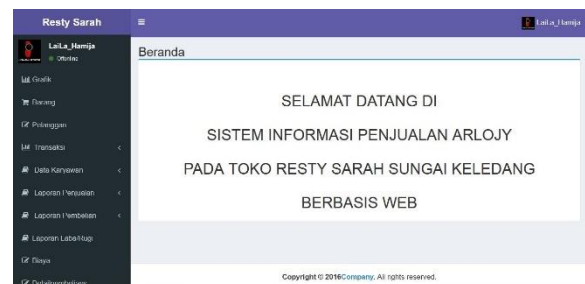 Resty Sarah
LaiLa_Hamija
LaiLa_Hamija
Beranda
Grafik
Barang
Pelanggan
Transaksi
Data Karyawan
Laporan Penjualan
Laporan Pembelian
Laporan Laba/Rugi
Biaya
SELAMAT DATANG DI
SISTEM INFORMASI PENJUALAN ARLOJY
PADA TOKO RESTY SARAH SUNGAI KELEDANG
BERBASIS WEB
Copyright © 2016Company. All rights reserved.